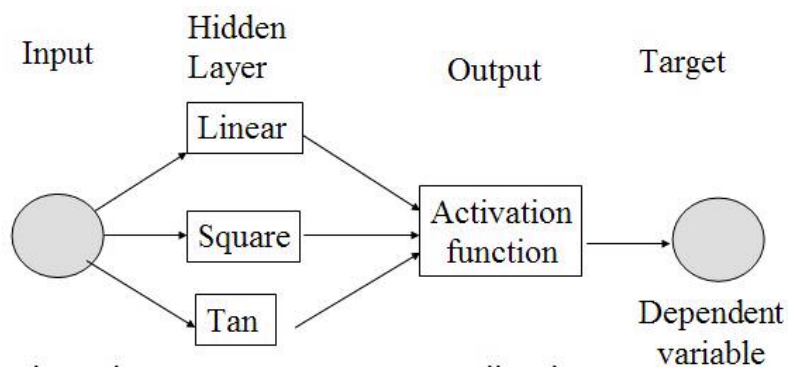 Input
Hidden
Layer
Output
Target
Linear
Square
Tan
Activation
function
Dependent
variable